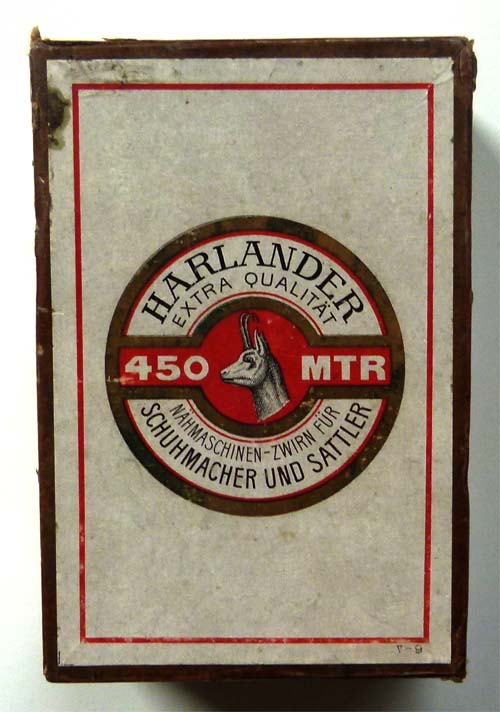 HARLANDER
EXTRA QUALITÄT
450 MTR
NÄHMASCHINEN-ZWIRN FÜR
SCHUHMACHER UND SATTLER